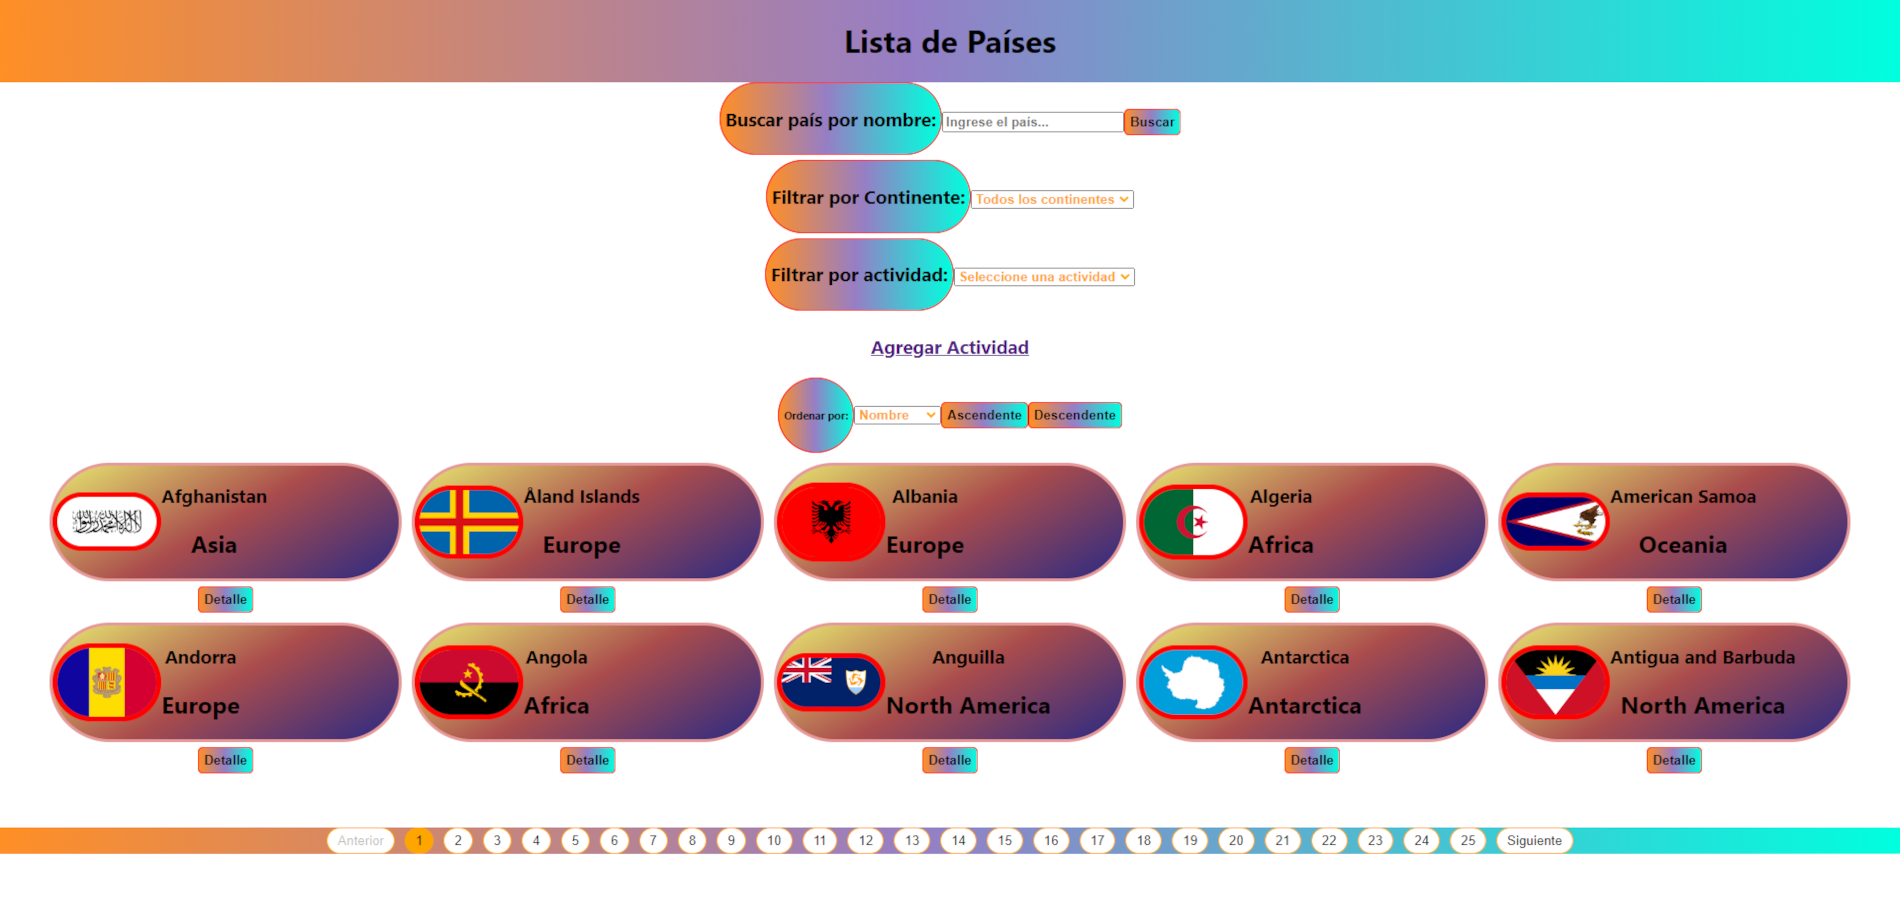 Lista de Países
Buscar país por nombre: Ingrese el país... Buscar
Filtrar por Continente: Todos los continentes
Filtrar por actividad: Seleccione una actividad
Agregar Actividad
Ordenar por: Nombre Ascendente Descendente
Afghanistan
Asia
Detalle
Åland Islands
Europe
Detalle
Albania
Europe
Detalle
Algeria
Africa
Detalle
American Samoa
Oceania
Detalle
Andorra
Europe
Detalle
Angola
Africa
Detalle
Anguilla
North America
Detalle
Antarctica
Antarctica
Detalle
Antigua and Barbuda
North America
Detalle
Anterior 1 2 3 4 5 6 7 8 9 10 11 12 13 14 15 16 17 18 19 20 21 22 23 24 25 Siguiente